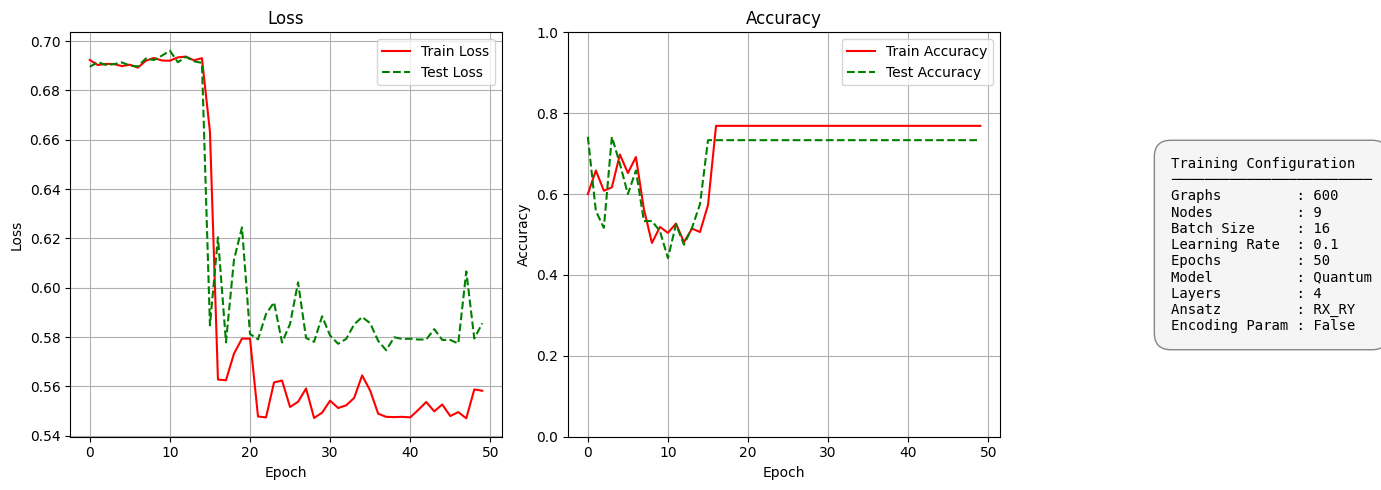 Loss
0.70
0.68
0.66
0.64
0.62
0.60
0.58
0.56
0.54
0
10
20
30
40
50
Epoch
Loss
Train Loss
Test Loss
Accuracy
1.0
0.8
0.6
0.4
0.2
0.0
0
10
20
30
40
50
Epoch
Accuracy
Train Accuracy
Test Accuracy
Training Configuration
Graphs : 600
Nodes : 9
Batch Size : 16
Learning Rate : 0.1
Epochs : 50
Model : Quantum
Layers : 4
Ansatz : RX_RY
Encoding Param : False